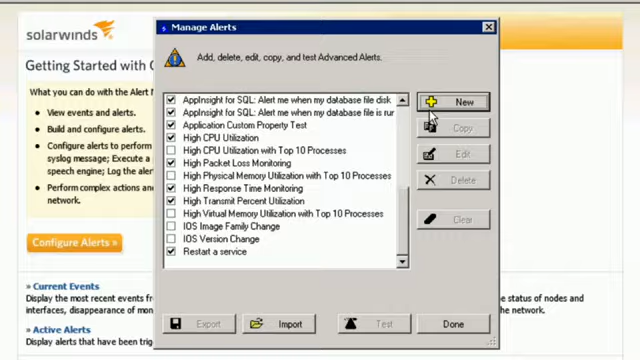 solarwinds
Getting Started with
What you can do with the Alert
View events and alerts.
Build and configure alerts.
Configure alerts to perform
syslog message; Execute a
speech engine; Log the alert
Perform complex actions and
network.
Configure Alerts »
» Current Events
Display the most recent events
interfaces, disappearance of
» Active Alerts
Display alerts that have been
the status of nodes and
Manage Alerts
Add, delete, edit, copy, and test Advanced Alerts.
AppInsight for SQL: Alert me when my database file disk
AppInsight for SQL: Alert me when my database file is run
Application Custom Property Test
High CPU Utilization
High CPU Utilization with Top 10 Processes
High Packet Loss Monitoring
High Physical Memory Utilization with Top 10 Processes
High Response Time Monitoring
High Transmit Percent Utilization
High Virtual Memory Utilization with Top 10 Processes
IOS Image Family Change
IOS Version Change
Restart a service
New
Copy
Edit
Delete
Clear
Export
Import
Test
Done